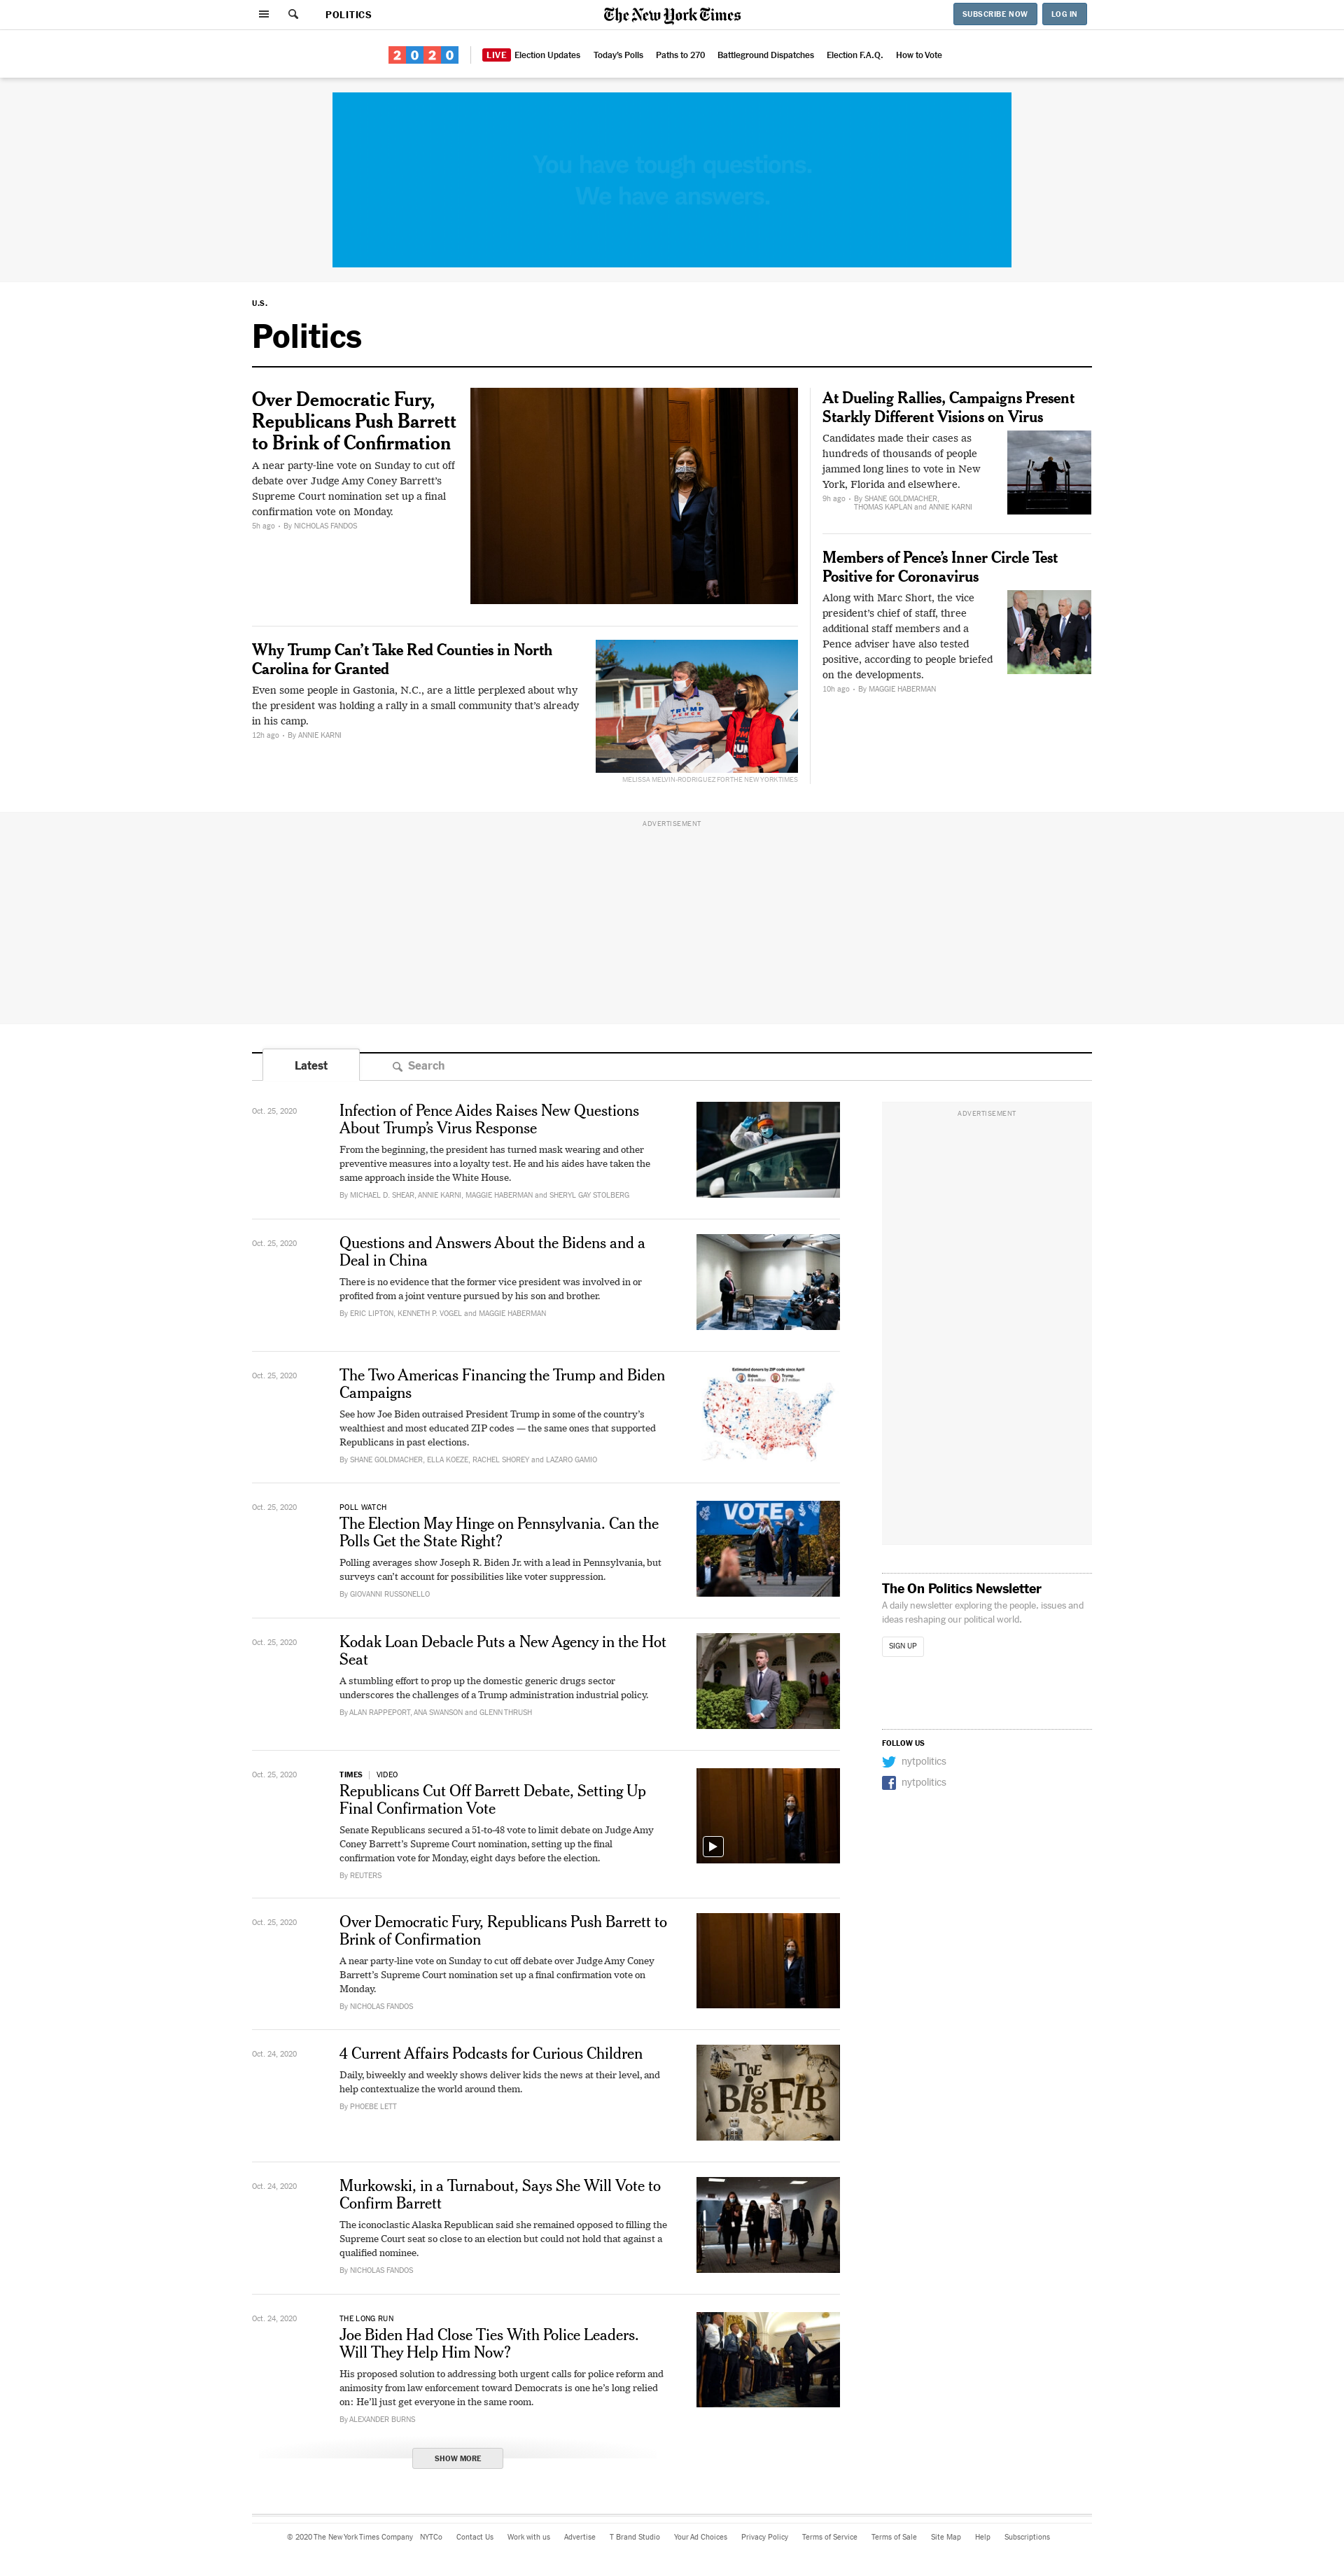 POLITICS
The New York Times
SUBSCRIBE NOW
LOG IN
2020
LIVE Election Updates
Today's Polls
Paths to 270
Battleground Dispatches
Election F.A.Q.
How to Vote
You have tough questions.
We have answers.
U.S.
Politics
Over Democratic Fury,
Republicans Push Barrett
to Brink of Confirmation
A near party-line vote on Sunday to cut off
debate over Judge Amy Coney Barrett's
Supreme Court nomination set up a final
confirmation vote on Monday.
5h ago • By NICHOLAS FANDOS
Why Trump Can't Take Red Counties in North
Carolina for Granted
Even some people in Gastonia, N.C., are a little perplexed about why
the president was holding a rally in a small community that's already
in his camp.
12h ago • By ANNIE KARNI
MELISSA MELVIN-RODRIGUEZ FOR THE NEW YORK TIMES
At Dueling Rallies, Campaigns Present
Starkly Different Visions on Virus
Candidates made their cases as
hundreds of thousands of people
jammed long lines to vote in New
York, Florida and elsewhere.
9h ago • By SHANE GOLDMACHER,
THOMAS KAPLAN and ANNIE KARNI
Members of Pence's Inner Circle Test
Positive for Coronavirus
Along with Marc Short, the vice
president's chief of staff, three
additional staff members and a
Pence adviser have also tested
positive, according to people briefed
on the developments.
10h ago • By MAGGIE HABERMAN
ADVERTISEMENT
Latest
Search
Oct. 25, 2020
Infection of Pence Aides Raises New Questions
About Trump's Virus Response
From the beginning, the president has turned mask wearing and other
preventive measures into a loyalty test. He and his aides have taken the
same approach inside the White House.
By MICHAEL D. SHEAR, ANNIE KARNI, MAGGIE HABERMAN and SHERYL GAY STOLBERG
Oct. 25, 2020
Questions and Answers About the Bidens and a
Deal in China
There is no evidence that the former vice president was involved in or
profited from a joint venture pursued by his son and brother.
By ERIC LIPTON, KENNETH P. VOGEL and MAGGIE HABERMAN
Oct. 25, 2020
The Two Americas Financing the Trump and Biden
Campaigns
See how Joe Biden outraised President Trump in some of the country's
wealthiest and most educated ZIP codes — the same ones that supported
Republicans in past elections.
By SHANE GOLDMACHER, ELLA KOEZE, RACHEL SHOREY and LAZARO GAMIO
Estimated donors by ZIP code since April
Biden
Trump
Oct. 25, 2020
POLL WATCH
The Election May Hinge on Pennsylvania. Can the
Polls Get the State Right?
Polling averages show Joseph R. Biden Jr. with a lead in Pennsylvania, but
surveys can't account for possibilities like voter suppression.
By GIOVANNI RUSSONELLO
VOTE
Oct. 25, 2020
Kodak Loan Debacle Puts a New Agency in the Hot
Seat
A stumbling effort to prop up the domestic generic drugs sector
underscores the challenges of a Trump administration industrial policy.
By ALAN RAPPEPORT, ANA SWANSON and GLENN THRUSH
Oct. 25, 2020
TIMES | VIDEO
Republicans Cut Off Barrett Debate, Setting Up
Final Confirmation Vote
Senate Republicans secured a 51-to-48 vote to limit debate on Judge Amy
Coney Barrett's Supreme Court nomination, setting up the final
confirmation vote for Monday, eight days before the election.
By REUTERS
Oct. 25, 2020
Over Democratic Fury, Republicans Push Barrett to
Brink of Confirmation
A near party-line vote on Sunday to cut off debate over Judge Amy Coney
Barrett's Supreme Court nomination set up a final confirmation vote on
Monday.
By NICHOLAS FANDOS
Oct. 24, 2020
4 Current Affairs Podcasts for Curious Children
Daily, biweekly and weekly shows deliver kids the news at their level, and
help contextualize the world around them.
By PHOEBE LETT
THE
BIG FIB
Oct. 24, 2020
Murkowski, in a Turnabout, Says She Will Vote to
Confirm Barrett
The iconoclastic Alaska Republican said she remained opposed to filling the
Supreme Court seat so close to an election but could not hold that against a
qualified nominee.
By NICHOLAS FANDOS
Oct. 24, 2020
THE LONG RUN
Joe Biden Had Close Ties With Police Leaders.
Will They Help Him Now?
His proposed solution to addressing both urgent calls for police reform and
animosity from law enforcement toward Democrats is one he's long relied
on: He'll just get everyone in the same room.
By ALEXANDER BURNS
SHOW MORE
ADVERTISEMENT
The On Politics Newsletter
A daily newsletter exploring the people, issues and
ideas reshaping our political world.
SIGN UP
FOLLOW US
nytpolitics
nytpolitics
© 2020 The New York Times Company
NYTCo
Contact Us
Work with us
Advertise
T Brand Studio
Your Ad Choices
Privacy Policy
Terms of Service
Terms of Sale
Site Map
Help
Subscriptions